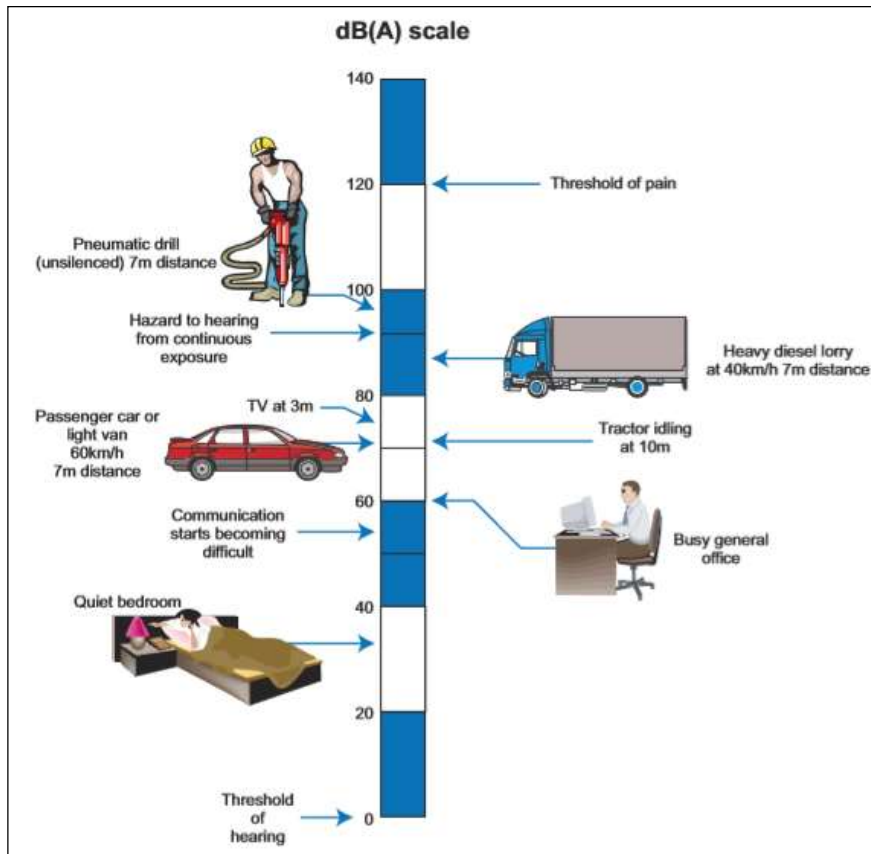 dB(A) scale
140
120
Threshold of pain
Pneumatic drill
(unsilenced) 7m distance
100
Hazard to hearing
from continuous
exposure
Heavy diesel lorry
at 40km/h 7m distance
80
TV at 3m
Passenger car or
light van
60km/h
7m distance
Tractor idling
at 10m
60
Communication
starts becoming
difficult
Busy general
office
Quiet bedroom
40
20
Threshold
of
hearing
0